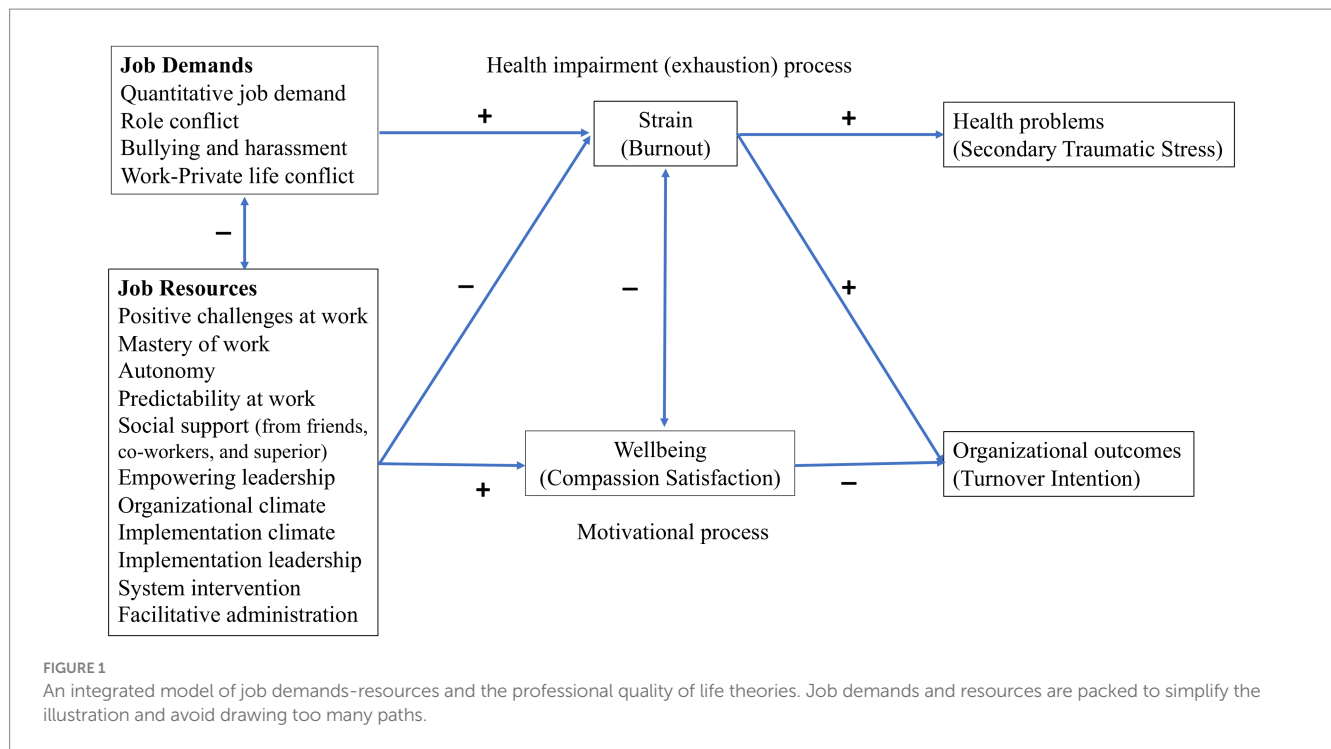 Job Demands
Quantitative job demand
Role conflict
Bullying and harassment
Work-Private life conflict
Health impairment (exhaustion) process
+
Strain
(Burnout)
+
Health problems
(Secondary Traumatic Stress)
–
Job Resources
Positive challenges at work
Mastery of work
Autonomy
Predictability at work
Social support (from friends,
co-workers, and superior)
Empowering leadership
Organizational climate
Implementation climate
Implementation leadership
System intervention
Facilitative administration
–
–
+
+
Wellbeing
(Compassion Satisfaction)
–
Organizational outcomes
(Turnover Intention)
Motivational process
FIGURE 1
An integrated model of job demands-resources and the professional quality of life theories. Job demands and resources are packed to simplify the
illustration and avoid drawing too many paths.